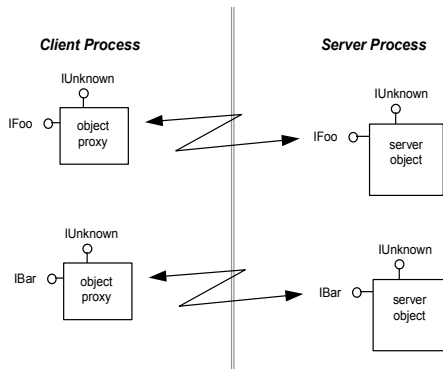 Client Process
Server Process
IUnknown
IFoo
object
proxy
IUnknown
IFoo
server
object
IUnknown
IBar
object
proxy
IUnknown
IBar
server
object